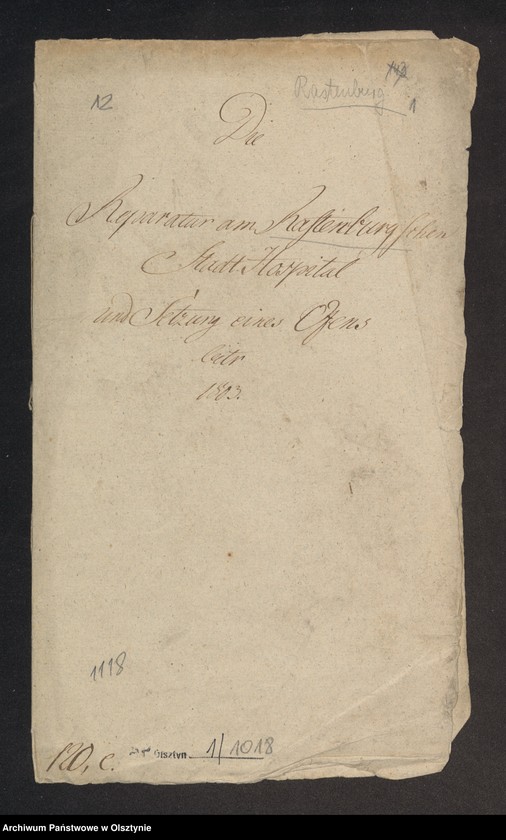 12
Rastenburg
1
Die
Reparatur am Rastenburgschen
Stadt Hospital
und Setzung eines Ofens
betr
1803.
1118
120, c.
Olsztyn 1/1018
Archiwum Państwowe w Olsztynie